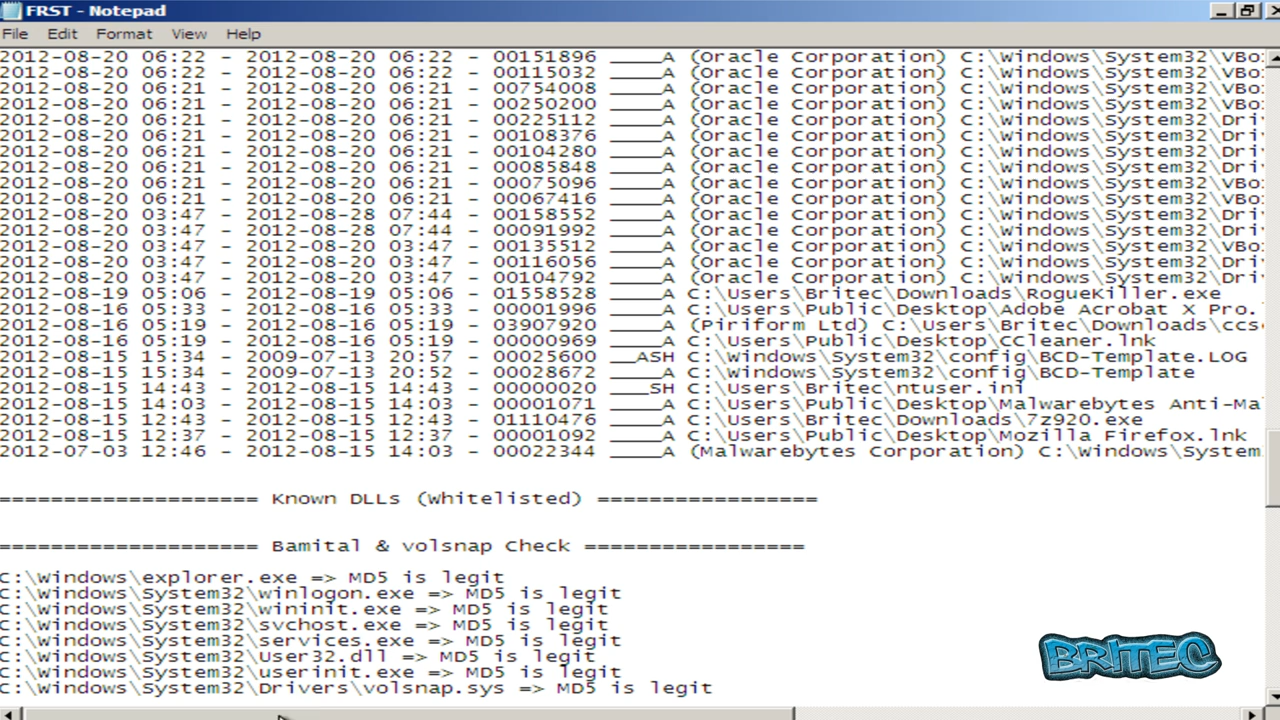 FRST - Notepad
File Edit Format View Help
2012-08-20 06:22 - 2012-08-20 06:22 - 00151896 ____A (Oracle Corporation) C:\Windows\System32\VBo
2012-08-20 06:22 - 2012-08-20 06:22 - 00115032 ____A (Oracle Corporation) C:\Windows\System32\VBo
2012-08-20 06:21 - 2012-08-20 06:21 - 00754008 ____A (Oracle Corporation) C:\Windows\System32\VBo
2012-08-20 06:21 - 2012-08-20 06:21 - 00250200 ____A (Oracle Corporation) C:\Windows\System32\VBo
2012-08-20 06:21 - 2012-08-20 06:21 - 00225112 ____A (Oracle Corporation) C:\Windows\System32\Dri
2012-08-20 06:21 - 2012-08-20 06:21 - 00108376 ____A (Oracle Corporation) C:\Windows\System32\Dri
2012-08-20 06:21 - 2012-08-20 06:21 - 00104280 ____A (Oracle Corporation) C:\Windows\System32\Dri
2012-08-20 06:21 - 2012-08-20 06:21 - 00085848 ____A (Oracle Corporation) C:\Windows\System32\Dri
2012-08-20 06:21 - 2012-08-20 06:21 - 00075096 ____A (Oracle Corporation) C:\Windows\System32\VBo
2012-08-20 06:21 - 2012-08-20 06:21 - 00067416 ____A (Oracle Corporation) C:\Windows\System32\VBo
2012-08-20 03:47 - 2012-08-28 07:44 - 00158552 ____A (Oracle Corporation) C:\Windows\System32\Dri
2012-08-20 03:47 - 2012-08-28 07:44 - 00091992 ____A (Oracle Corporation) C:\Windows\System32\Dri
2012-08-20 03:47 - 2012-08-20 03:47 - 00135512 ____A (Oracle Corporation) C:\Windows\System32\VBo
2012-08-20 03:47 - 2012-08-20 03:47 - 00116056 ____A (Oracle Corporation) C:\Windows\System32\Dri
2012-08-20 03:47 - 2012-08-20 03:47 - 00104792 ____A (Oracle Corporation) C:\Windows\System32\Dri
2012-08-19 05:06 - 2012-08-19 05:06 - 01558528 ____A C:\Users\Britec\Downloads\RogueKiller.exe
2012-08-16 05:33 - 2012-08-16 05:33 - 00001996 ____A C:\Users\Public\Desktop\Adobe Acrobat X Pro.
2012-08-16 05:19 - 2012-08-16 05:19 - 03907920 ____A (Piriform Ltd) C:\Users\Britec\Downloads\ccs
2012-08-16 05:19 - 2012-08-16 05:19 - 00000969 ____A C:\Users\Public\Desktop\CCleaner.lnk
2012-08-15 15:34 - 2009-07-13 20:57 - 00025600 __ASH C:\Windows\System32\config\BCD-Template.LOG
2012-08-15 15:34 - 2009-07-13 20:52 - 00028672 ____A C:\Windows\System32\config\BCD-Template
2012-08-15 14:43 - 2012-08-15 14:43 - 00000020 ___SH C:\Users\Britec\ntuser.ini
2012-08-15 14:03 - 2012-08-15 14:03 - 00001071 ____A C:\Users\Public\Desktop\Malwarebytes Anti-Ma
2012-08-15 12:43 - 2012-08-15 12:43 - 01110476 ____A C:\Users\Britec\Downloads\7z920.exe
2012-08-15 12:37 - 2012-08-15 12:37 - 00001092 ____A C:\Users\Public\Desktop\Mozilla Firefox.lnk
2012-07-03 12:46 - 2012-08-15 14:03 - 00022344 ____A (Malwarebytes Corporation) C:\Windows\System
==================== Known DLLs (Whitelisted) =================
==================== Bamital & volsnap Check =================
C:\Windows\explorer.exe => MD5 is legit
C:\Windows\System32\winlogon.exe => MD5 is legit
C:\Windows\System32\wininit.exe => MD5 is legit
C:\Windows\System32\svchost.exe => MD5 is legit
C:\Windows\System32\services.exe => MD5 is legit
C:\Windows\System32\User32.dll => MD5 is legit
C:\Windows\System32\userinit.exe => MD5 is legit
C:\Windows\System32\Drivers\volsnap.sys => MD5 is legit
BRITEC